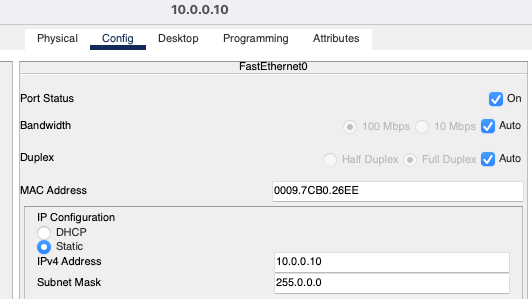 10.0.0.10
Physical Config Desktop Programming Attributes
FastEthernet0
Port Status On
Bandwidth 100 Mbps 10 Mbps Auto
Duplex Half Duplex Full Duplex Auto
MAC Address 0009.7CB0.26EE
IP Configuration
DHCP
Static
IPv4 Address 10.0.0.10
Subnet Mask 255.0.0.0